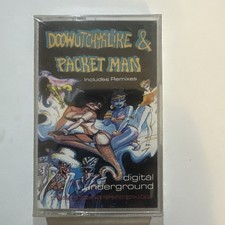 DOOWUTCHYALIKE &
PACKET MAN
Includes Remixes
digital
underground